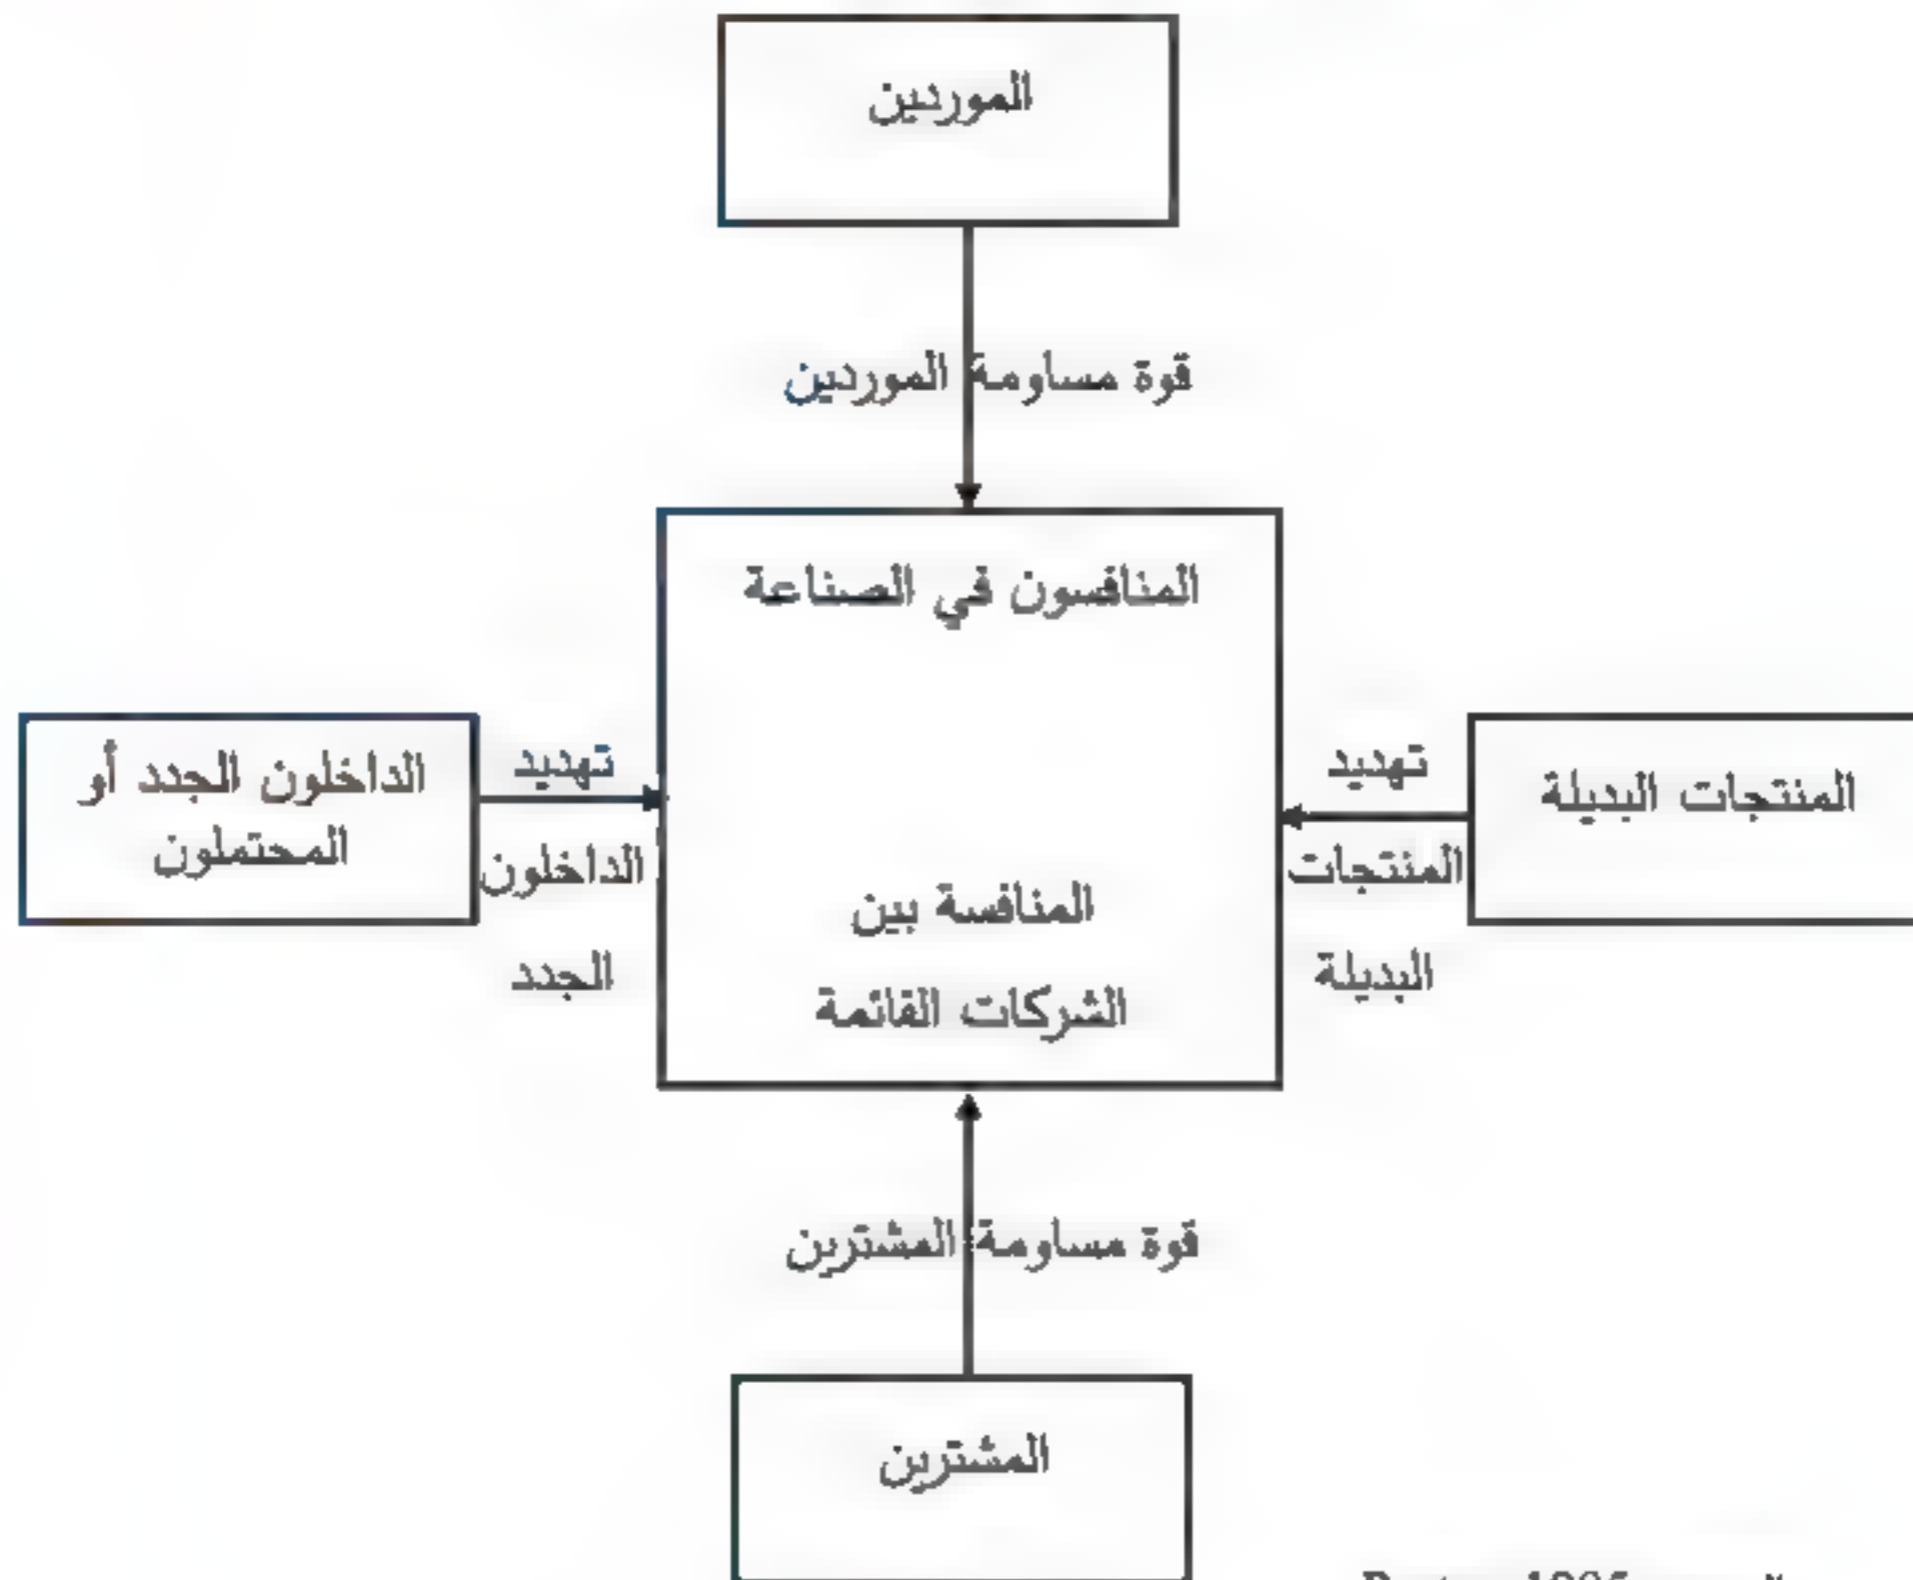 الموردين
قوة مساومة الموردين
المنافسون في الصناعة
المنافسة بين
الشركات القائمة
الداخلون الجدد أو
المحتملون
تهديد
الداخلون
الجدد
تهديد
المنتجات
البديلة
المنتجات البديلة
قوة مساومة المشترين
المشترين